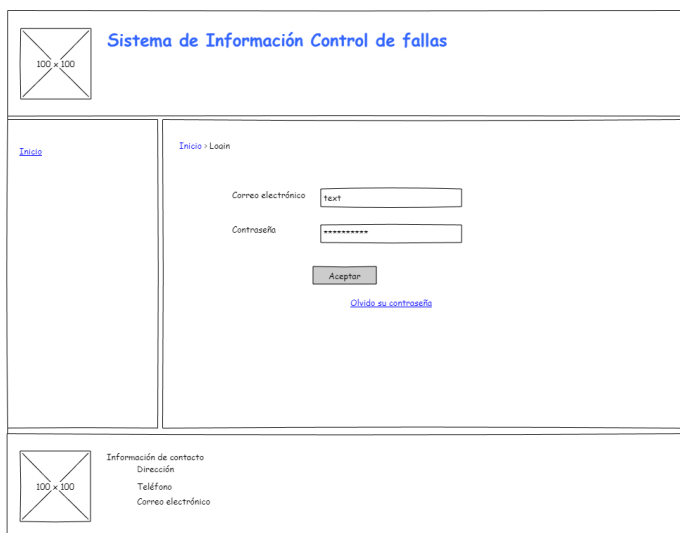 Sistema de Información Control de fallas
100 x 100
Inicio
Inicio > Login
Correo electrónico
text
Contraseña
**********
Aceptar
Olvido su contraseña
Información de contacto
Dirección
100 x 100
Teléfono
Correo electrónico